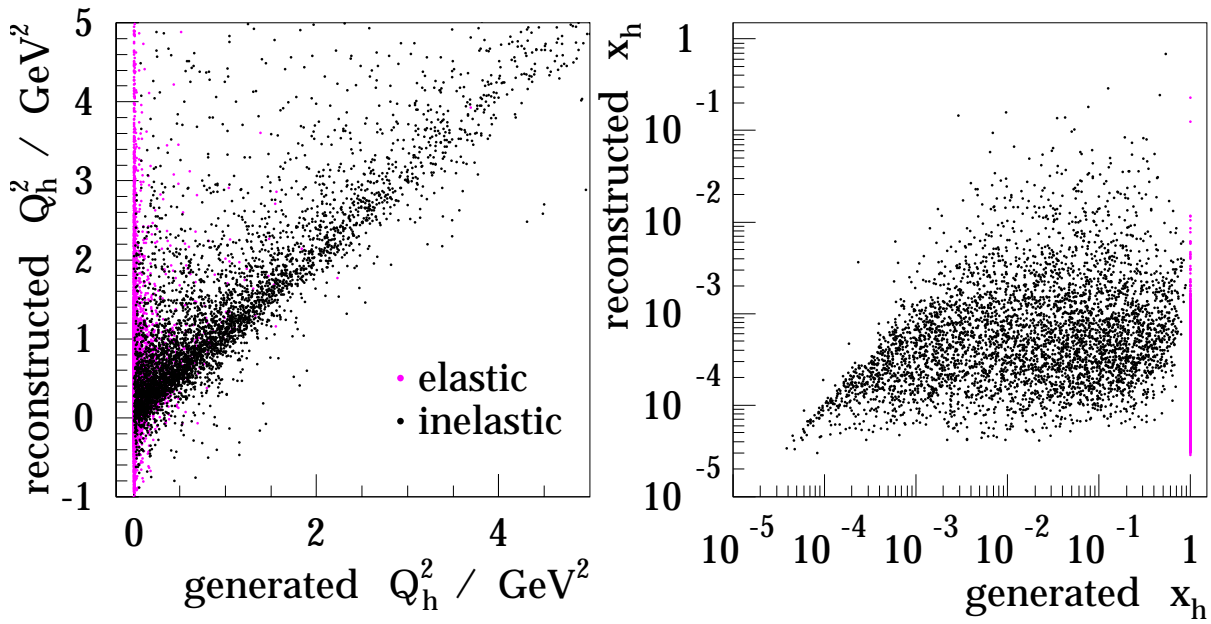 reconstructed Q_h^2 / GeV^2
5
4
3
2
1
0
-1
elastic
inelastic
0 2 4
generated Q_h^2 / GeV^2
reconstructed x_h
1
10^-1
10^-2
10^-3
10^-4
10^-5
10^-5 10^-4 10^-3 10^-2 10^-1 1
generated x_h